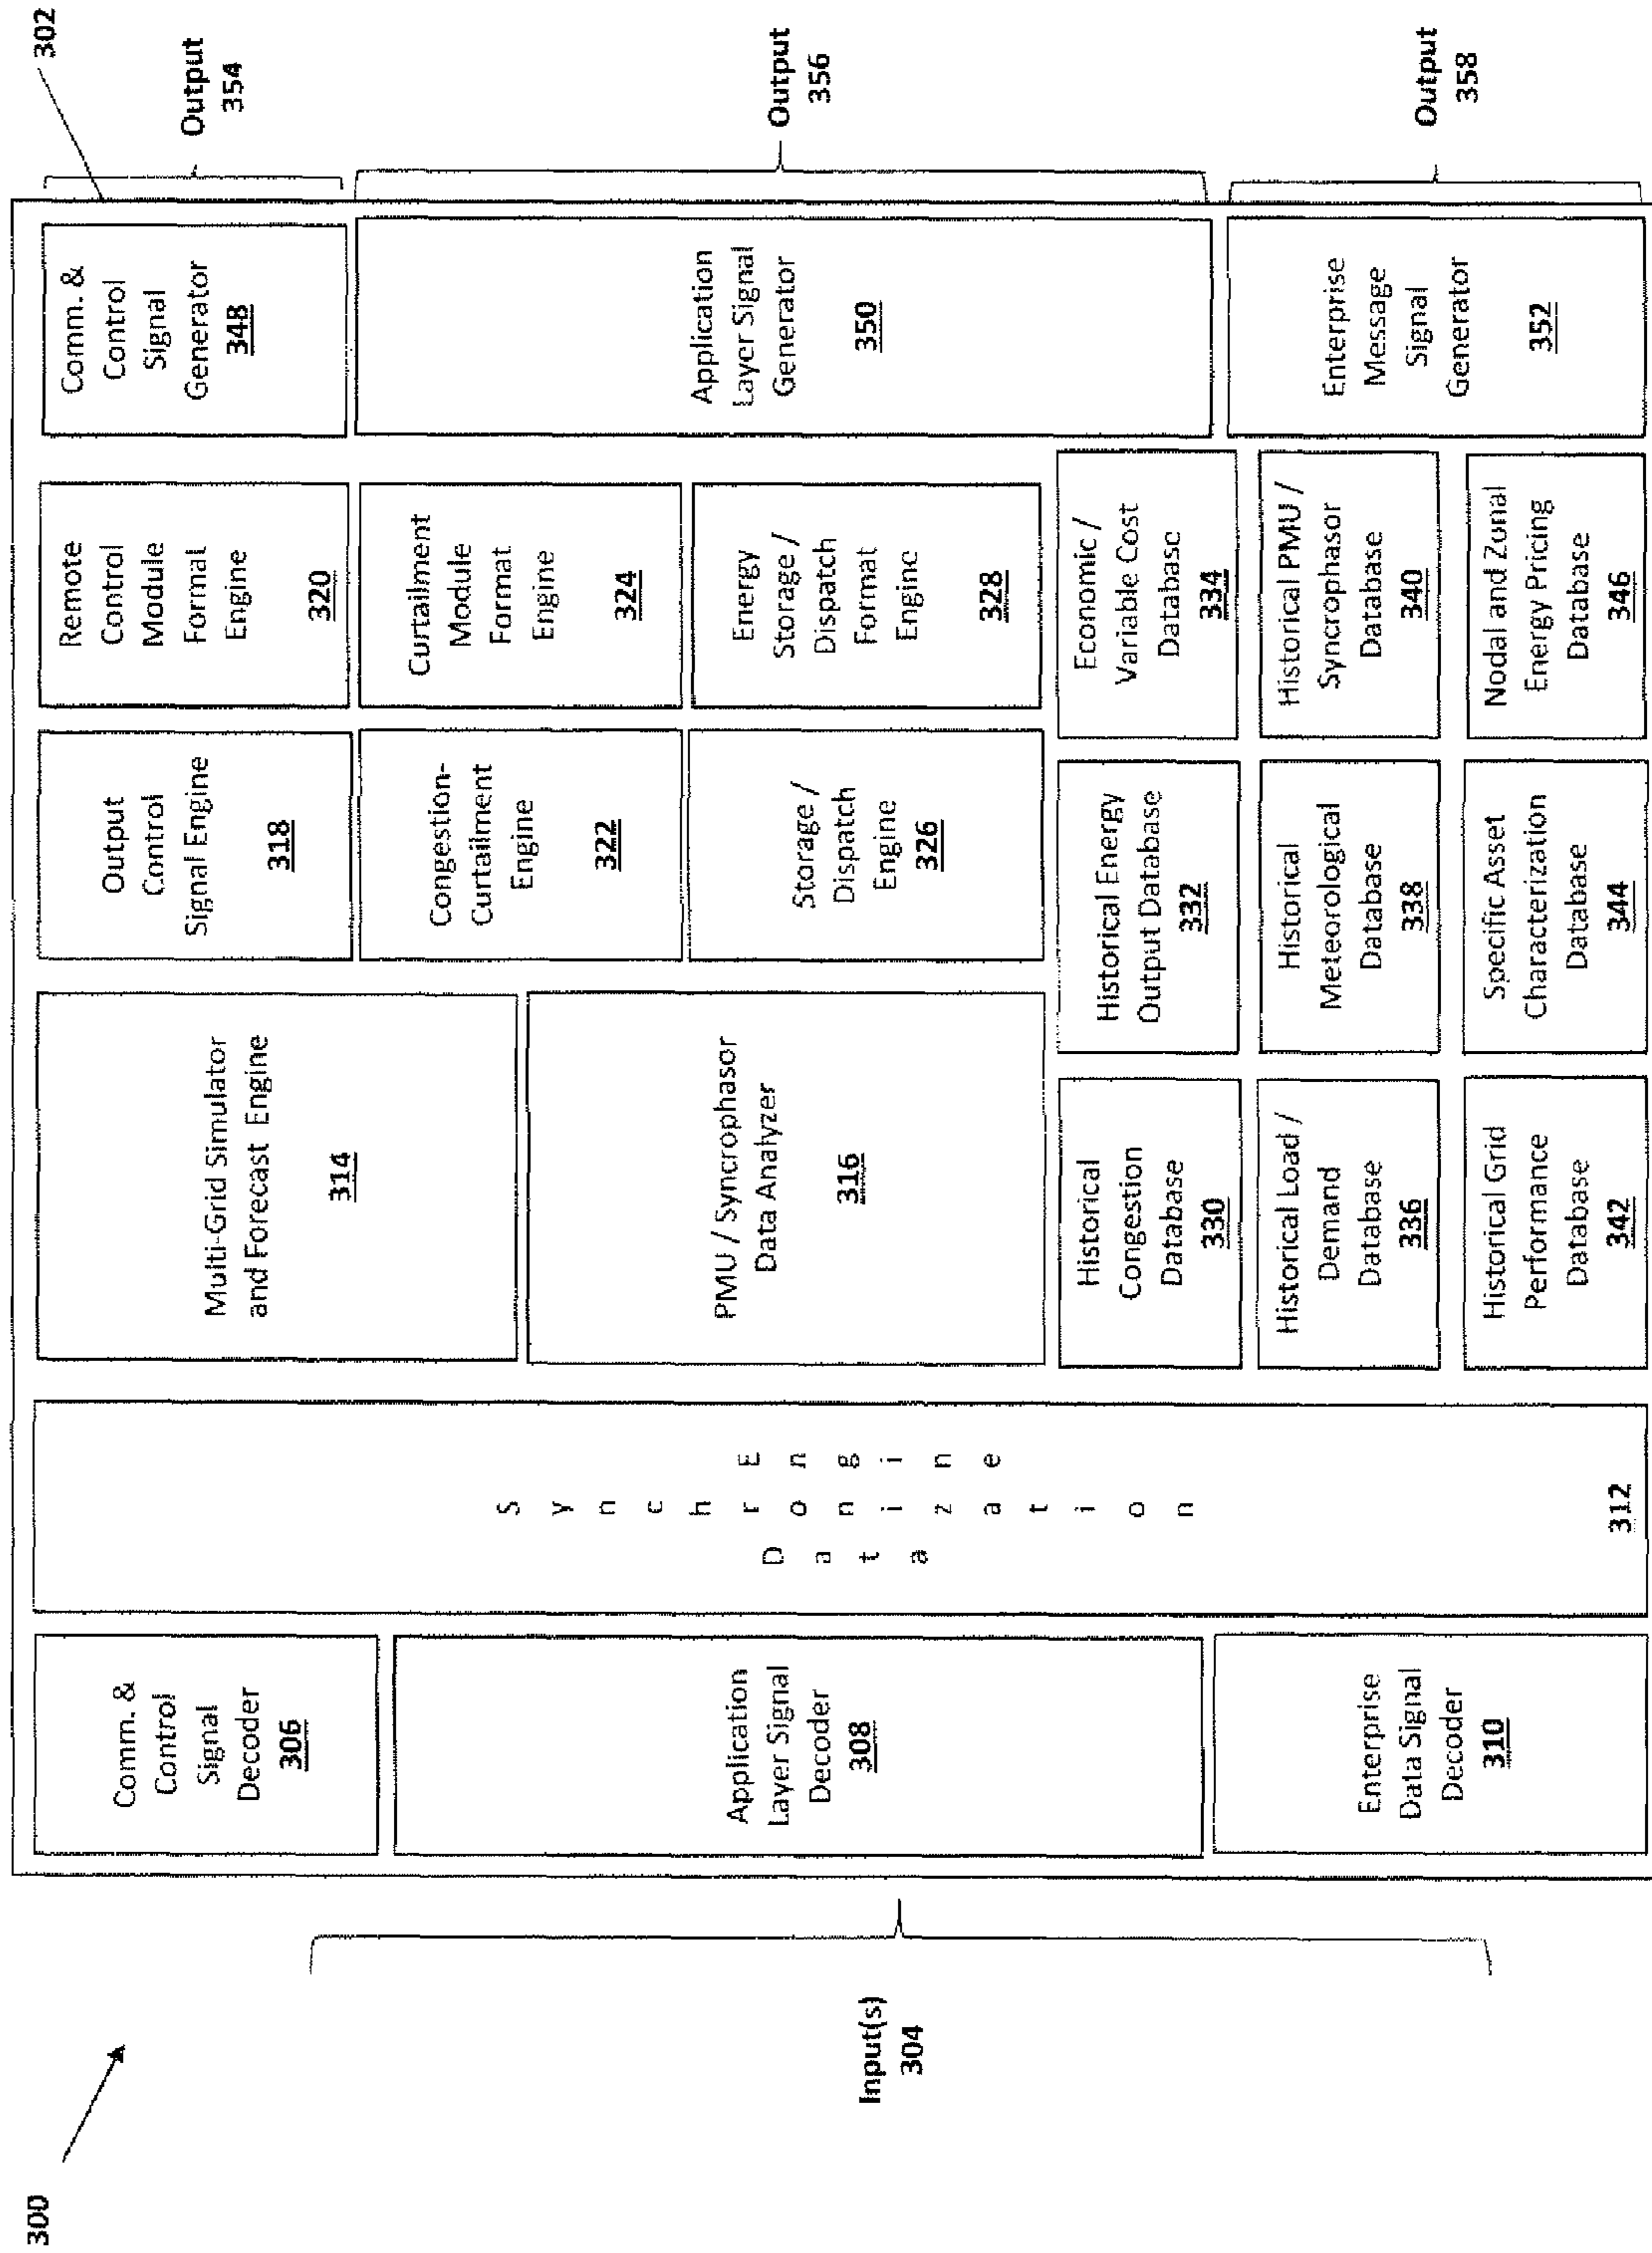 300
302
Input(s)
304
Comm. &
Control
Signal
Decoder
306
Application
Layer Signal
Decoder
308
Enterprise
Data Signal
Decoder
310
Data
Synchronization
Engine
312
Multi-Grid Simulator
and Forecast Engine
314
PMU / Syncrophasor
Data Analyzer
316
Output
Control
Signal Engine
318
Remote
Control
Module
Format
Engine
320
Congestion-
Curtailment
Engine
322
Curtailment
Module
Format
Engine
324
Storage /
Dispatch
Engine
326
Energy
Storage /
Dispatch
Format
Engine
328
Historical
Congestion
Database
330
Historical Energy
Output Database
332
Economic /
Variable Cost
Database
334
Historical Load /
Demand
Database
336
Historical
Meteorological
Database
338
Historical PMU /
Syncrophasor
Database
340
Historical Grid
Performance
Database
342
Specific Asset
Characterization
Database
344
Nodal and Zonal
Energy Pricing
Database
346
Comm. &
Control
Signal
Generator
348
Application
Layer Signal
Generator
350
Enterprise
Message
Signal
Generator
352
Output
354
Output
356
Output
358